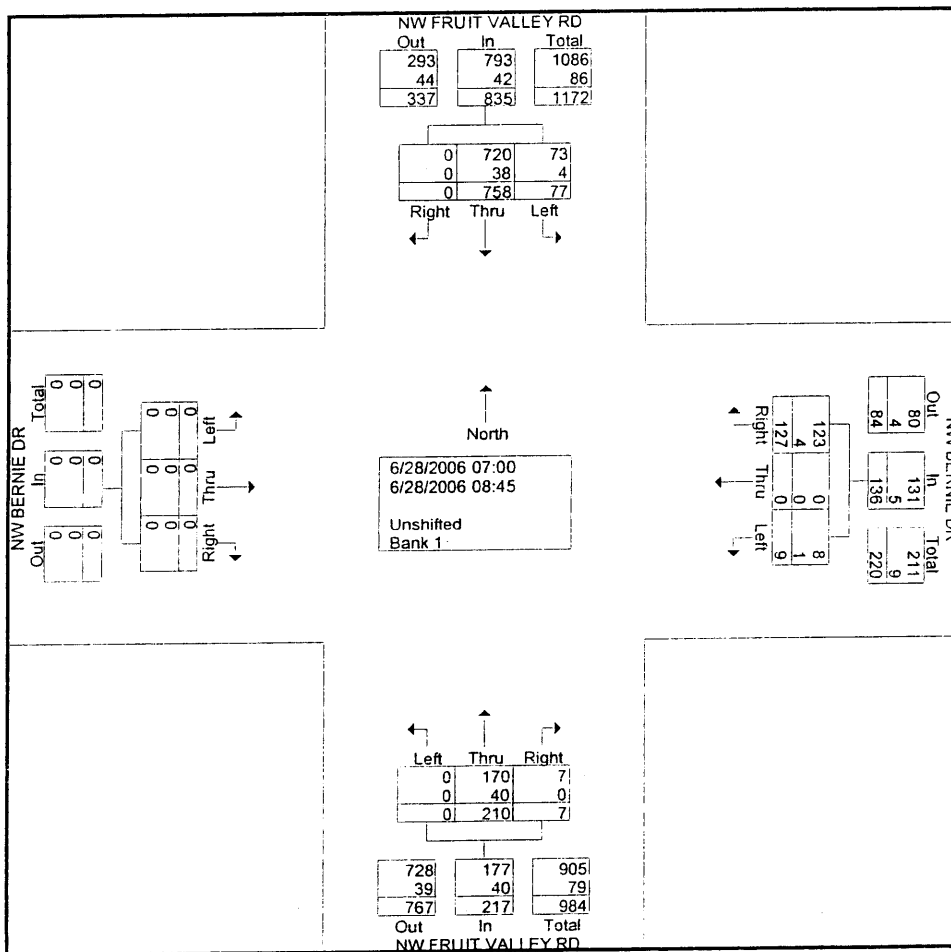 NW FRUIT VALLEY RD
Out In Total
293 793 1086
44 42 86
337 835 1172
0 720 73
0 38 4
0 758 77
Right Thru Left
NW BERNIE DR
Total
0 0 0
In
0 0 0
Out
0 0 0
Left
0 0 0
Thru
0 0 0
Right
0 0 0
North
6/28/2006 07:00
6/28/2006 08:45
Unshifted
Bank 1
Right
123 4 127
Thru
0 0 0
Left
8 1 9
Out
80 4 84
In
131 5 136
Total
211 9 220
NW BERNIE DR
Left Thru Right
0 170 7
0 40 0
0 210 7
728 177 905
39 40 79
767 217 984
Out In Total
NW FRUIT VALLEY RD